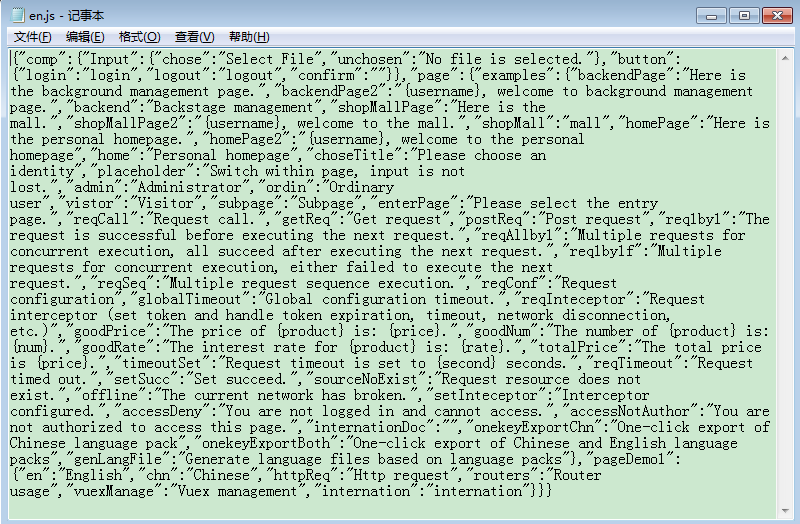 en.js - 记事本
文件(F) 编辑(E) 格式(O) 查看(V) 帮助(H)
{"comp":{"Input":{"chose":"Select File","unchosen":"No file is selected."},"button":
{"login":"login","logout":"logout","confirm":""}},"page":{"examples":{"backendPage":"Here is
the background management page.","backendPage2":"{username}, welcome to background management
page.","backend":"Backstage management","shopMallPage":"Here is the
mall.","shopMallPage2":"{username}, welcome to the mall.","shopMall":"mall","homePage":"Here is
the personal homepage.","homePage2":"{username}, welcome to the personal
homepage","home":"Personal homepage","choseTitle":"Please choose an
identity","placeholder":"Switch within page, input is not
lost.","admin":"Administrator","ordin":"Ordinary
user","vistor":"Visitor","subpage":"Subpage","enterPage":"Please select the entry
page.","reqCall":"Request call.","getReq":"Get request","postReq":"Post request","req1by1":"The
request is successful before executing the next request.","reqAllby1":"Multiple requests for
concurrent execution, all succeed after executing the next request.","req1by1f":"Multiple
requests for concurrent execution, either failed to execute the next
request.","reqSeq":"Multiple request sequence execution.","reqConf":"Request
configuration","globalTimeout":"Global configuration timeout.","reqInteceptor":"Request
interceptor (set token and handle token expiration, timeout, network disconnection,
etc.)","goodPrice":"The price of {product} is: {price}.","goodNum":"The number of {product} is:
{num}.","goodRate":"The interest rate for {product} is: {rate}.","totalPrice":"The total price
is {price}.","timeoutSet":"Request timeout is set to {second} seconds.","reqTimeout":"Request
timed out.","setSucc":"Set succeed.","sourceNoExist":"Request resource does not
exist.","offline":"The current network has broken.","setInteceptor":"Interceptor
configured.","accessDeny":"You are not logged in and cannot access.","accessNotAuthor":"You are
not authorized to access this page.","internationDoc":"","onekeyExportChn":"One-click export of
Chinese language pack","onekeyExportBoth":"One-click export of Chinese and English language
packs","genLangFile":"Generate language files based on language packs"},"pageDemo1":
{"en":"English","chn":"Chinese","httpReq":"Http request","routers":"Router
usage","vuexManage":"Vuex management","internation":"internation"}}}